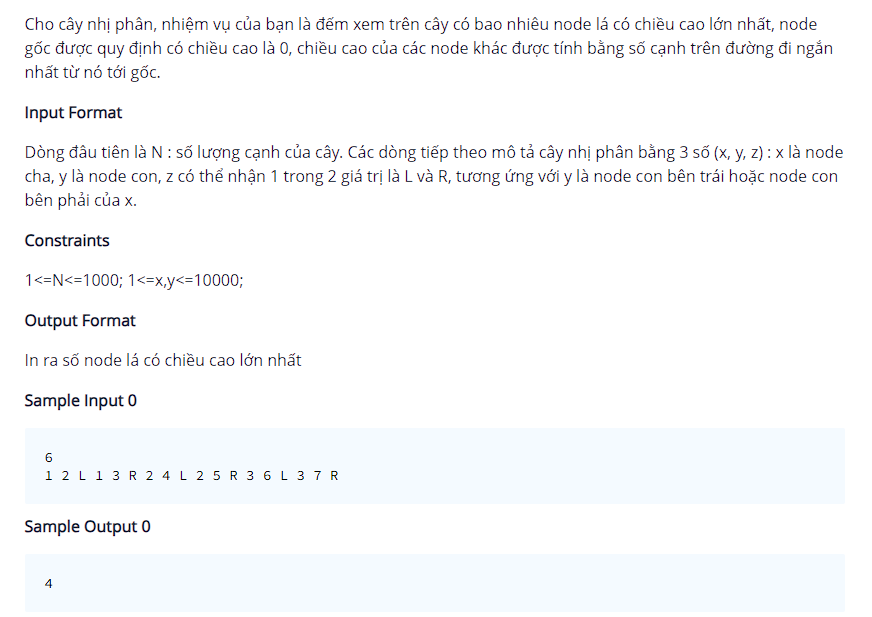 Cho cây nhị phân, nhiệm vụ của bạn là đếm xem trên cây có bao nhiêu node lá có chiều cao lớn nhất, node
gốc được quy định có chiều cao là 0, chiều cao của các node khác được tính bằng số cạnh trên đường đi ngắn
nhất từ nó tới gốc.
Input Format
Dòng đâu tiên là N : số lượng cạnh của cây. Các dòng tiếp theo mô tả cây nhị phân bằng 3 số (x, y, z) : x là node
cha, y là node con, z có thể nhận 1 trong 2 giá trị là L và R, tương ứng với y là node con bên trái hoặc node con
bên phải của x.
Constraints
1<=N<=1000; 1<=x,y<=10000;
Output Format
In ra số node lá có chiều cao lớn nhất
Sample Input 0
6
1 2 L 1 3 R 2 4 L 2 5 R 3 6 L 3 7 R
Sample Output 0
4